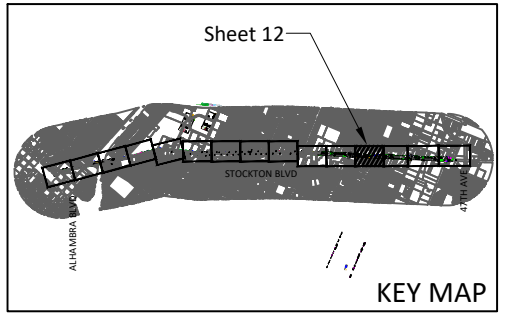 Sheet 12
STOCKTON BLVD
ALHAMBRA BLVD
47TH AVE
KEY MAP